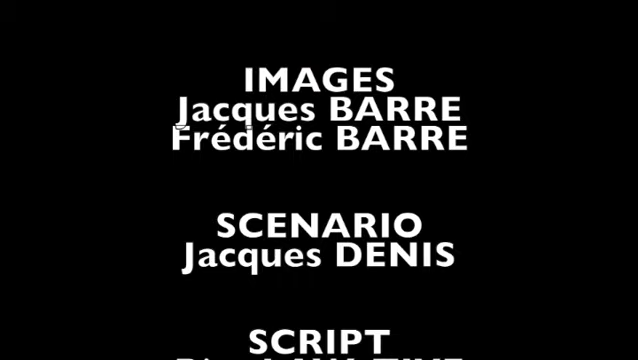 IMAGES
Jacques BARRE
Frédéric BARRE
SCENARIO
Jacques DENIS
SCRIPT